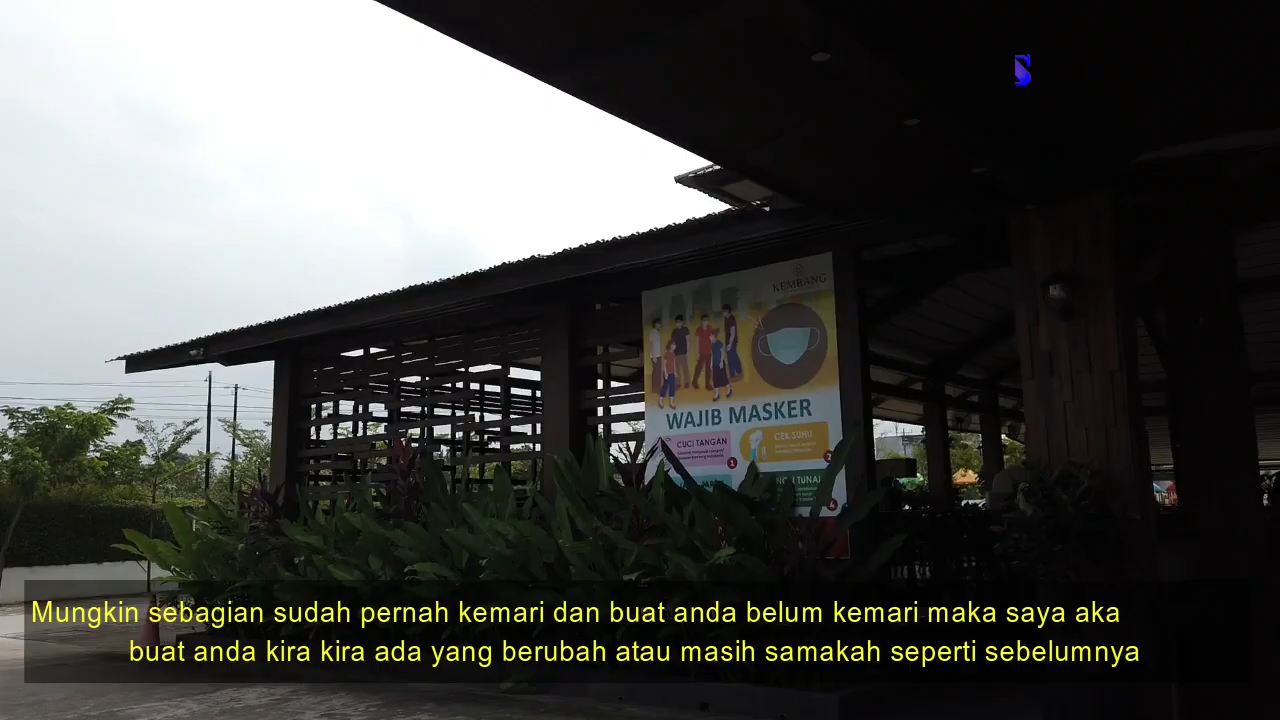 S
KEMBANG
WAJIB MASKER
CUCI TANGAN
CEK SUHU
1
TUNAI
4
Mungkin sebagian sudah pernah kemari dan buat anda belum kemari maka saya aka
buat anda kira kira ada yang berubah atau masih samakah seperti sebelumnya